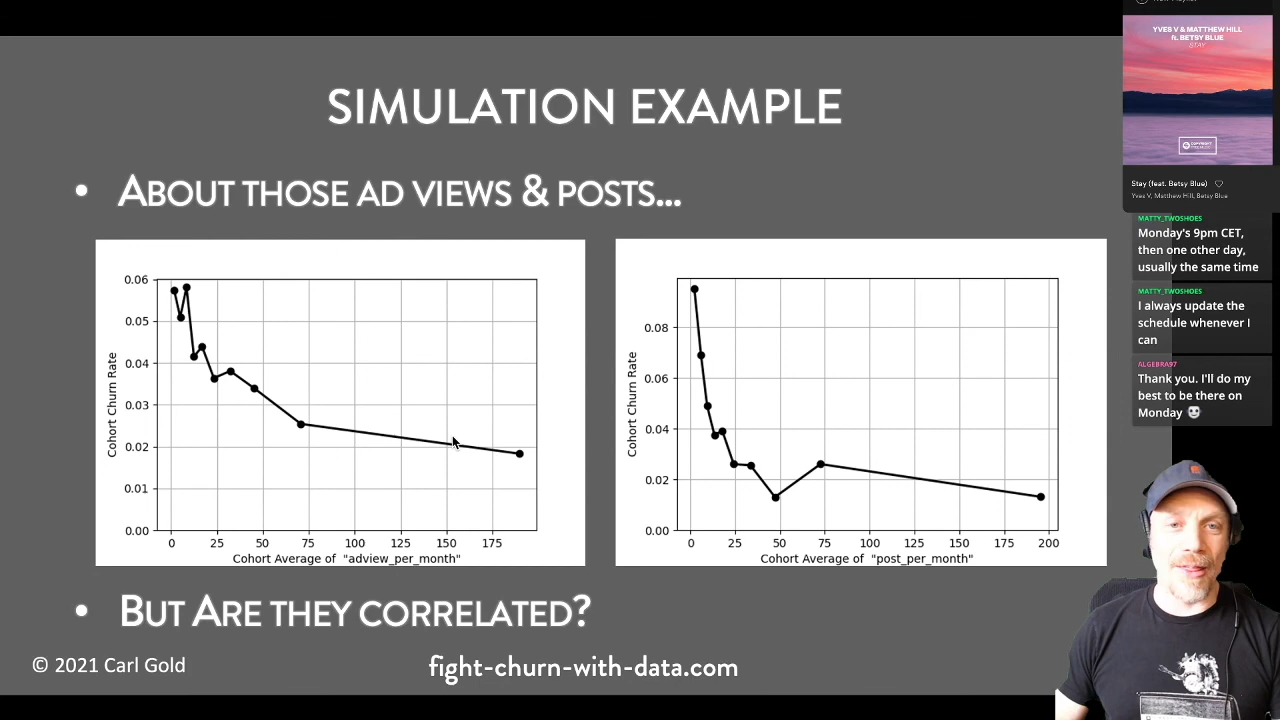 SIMULATION EXAMPLE
• ABOUT THOSE AD VIEWS & POSTS...
0.06
0.05
0.04
0.03
0.02
0.01
0.00
Cohort Churn Rate
0 25 50 75 100 125 150 175
Cohort Average of "adview_per_month"
0.08
0.06
0.04
0.02
0.00
Cohort Churn Rate
0 25 50 75 100 125 150 175 200
Cohort Average of "post_per_month"
• BUT ARE THEY CORRELATED?
© 2021 Carl Gold
fight-churn-with-data.com
YVES V & MATTHEW HILL
ft. BETSY BLUE
STAY
Stay (feat. Betsy Blue)
Yves V, Matthew Hill, Betsy Blue
MATTY_TWOSHOES
Monday's 9pm CET,
then one other day,
usually the same time
MATTY_TWOSHOES
I always update the
schedule whenever I
can
ALGEBRA97
Thank you. I'll do my
best to be there on
Monday